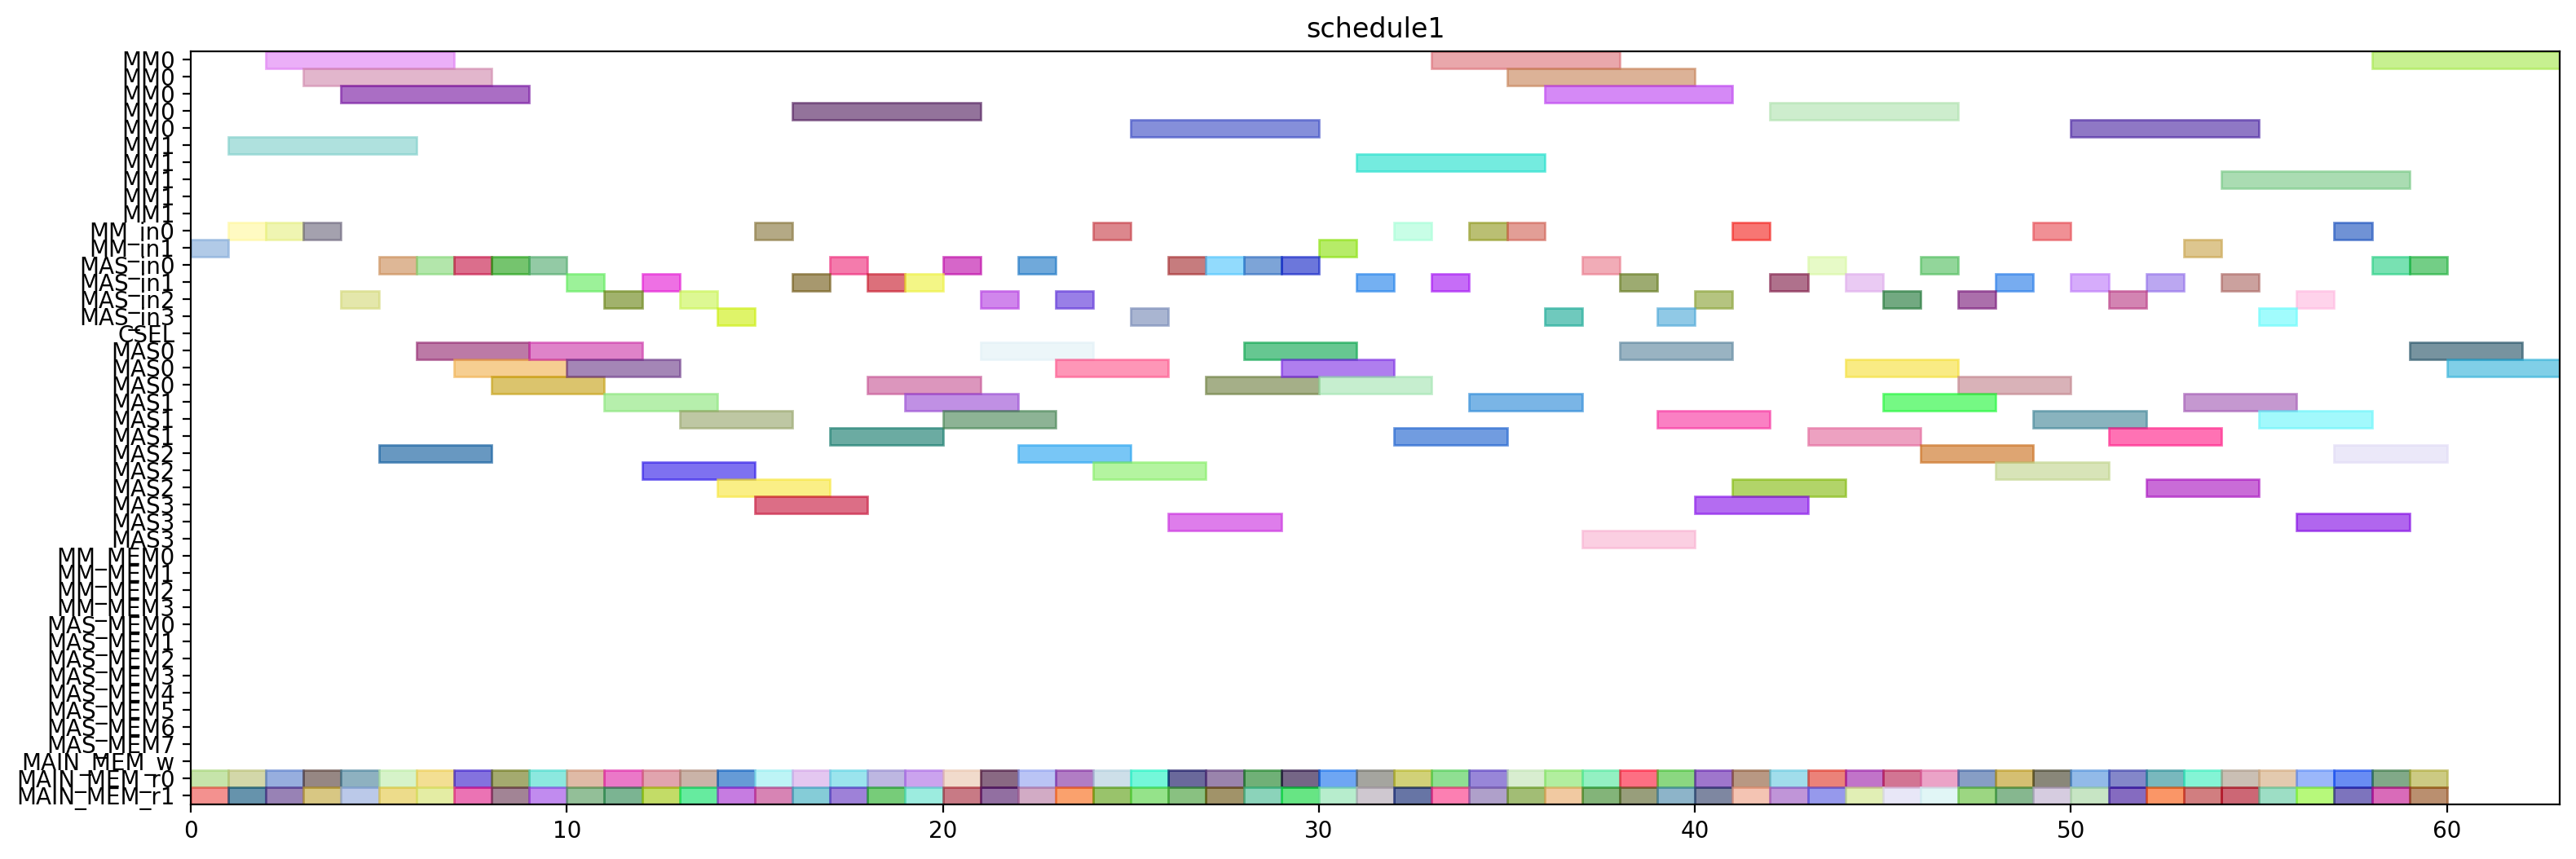 schedule1
MM0
MM0
MM0
MM0
MM0
MM1
MM1
MM1
MM1
MM1
MM_in0
MM_in1
MAS_in0
MAS_in1
MAS_in2
MAS_in3
CSEL
MAS0
MAS0
MAS0
MAS1
MAS1
MAS1
MAS2
MAS2
MAS2
MAS3
MAS3
MAS3
MM_MEM0
MM_MEM1
MM_MEM2
MM_MEM3
MAS_MEM0
MAS_MEM1
MAS_MEM2
MAS_MEM3
MAS_MEM4
MAS_MEM5
MAS_MEM6
MAS_MEM7
MAIN_MEM_w
MAIN_MEM_r0
MAIN_MEM_r1
0 10 20 30 40 50 60